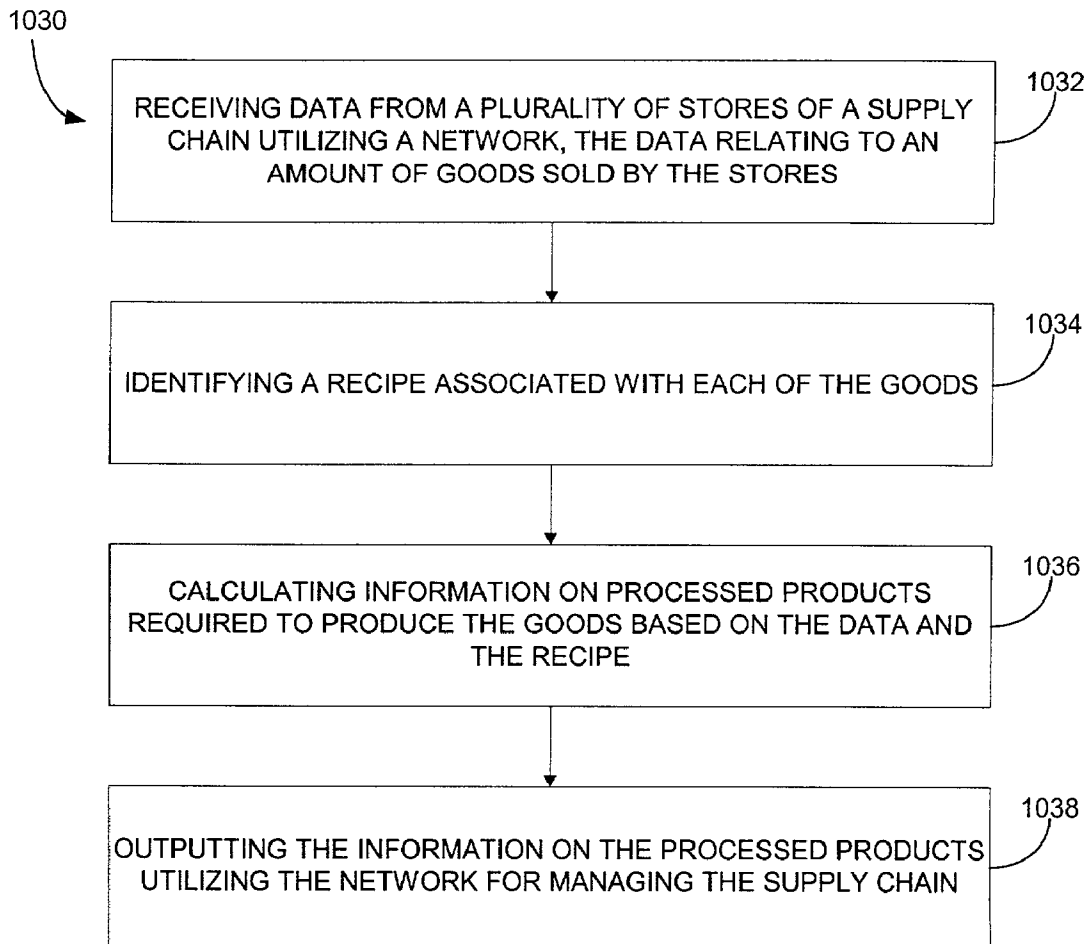 1030
RECEIVING DATA FROM A PLURALITY OF STORES OF A SUPPLY
CHAIN UTILIZING A NETWORK, THE DATA RELATING TO AN
AMOUNT OF GOODS SOLD BY THE STORES
1032
IDENTIFYING A RECIPE ASSOCIATED WITH EACH OF THE GOODS
1034
CALCULATING INFORMATION ON PROCESSED PRODUCTS
REQUIRED TO PRODUCE THE GOODS BASED ON THE DATA AND
THE RECIPE
1036
OUTPUTTING THE INFORMATION ON THE PROCESSED PRODUCTS
UTILIZING THE NETWORK FOR MANAGING THE SUPPLY CHAIN
1038